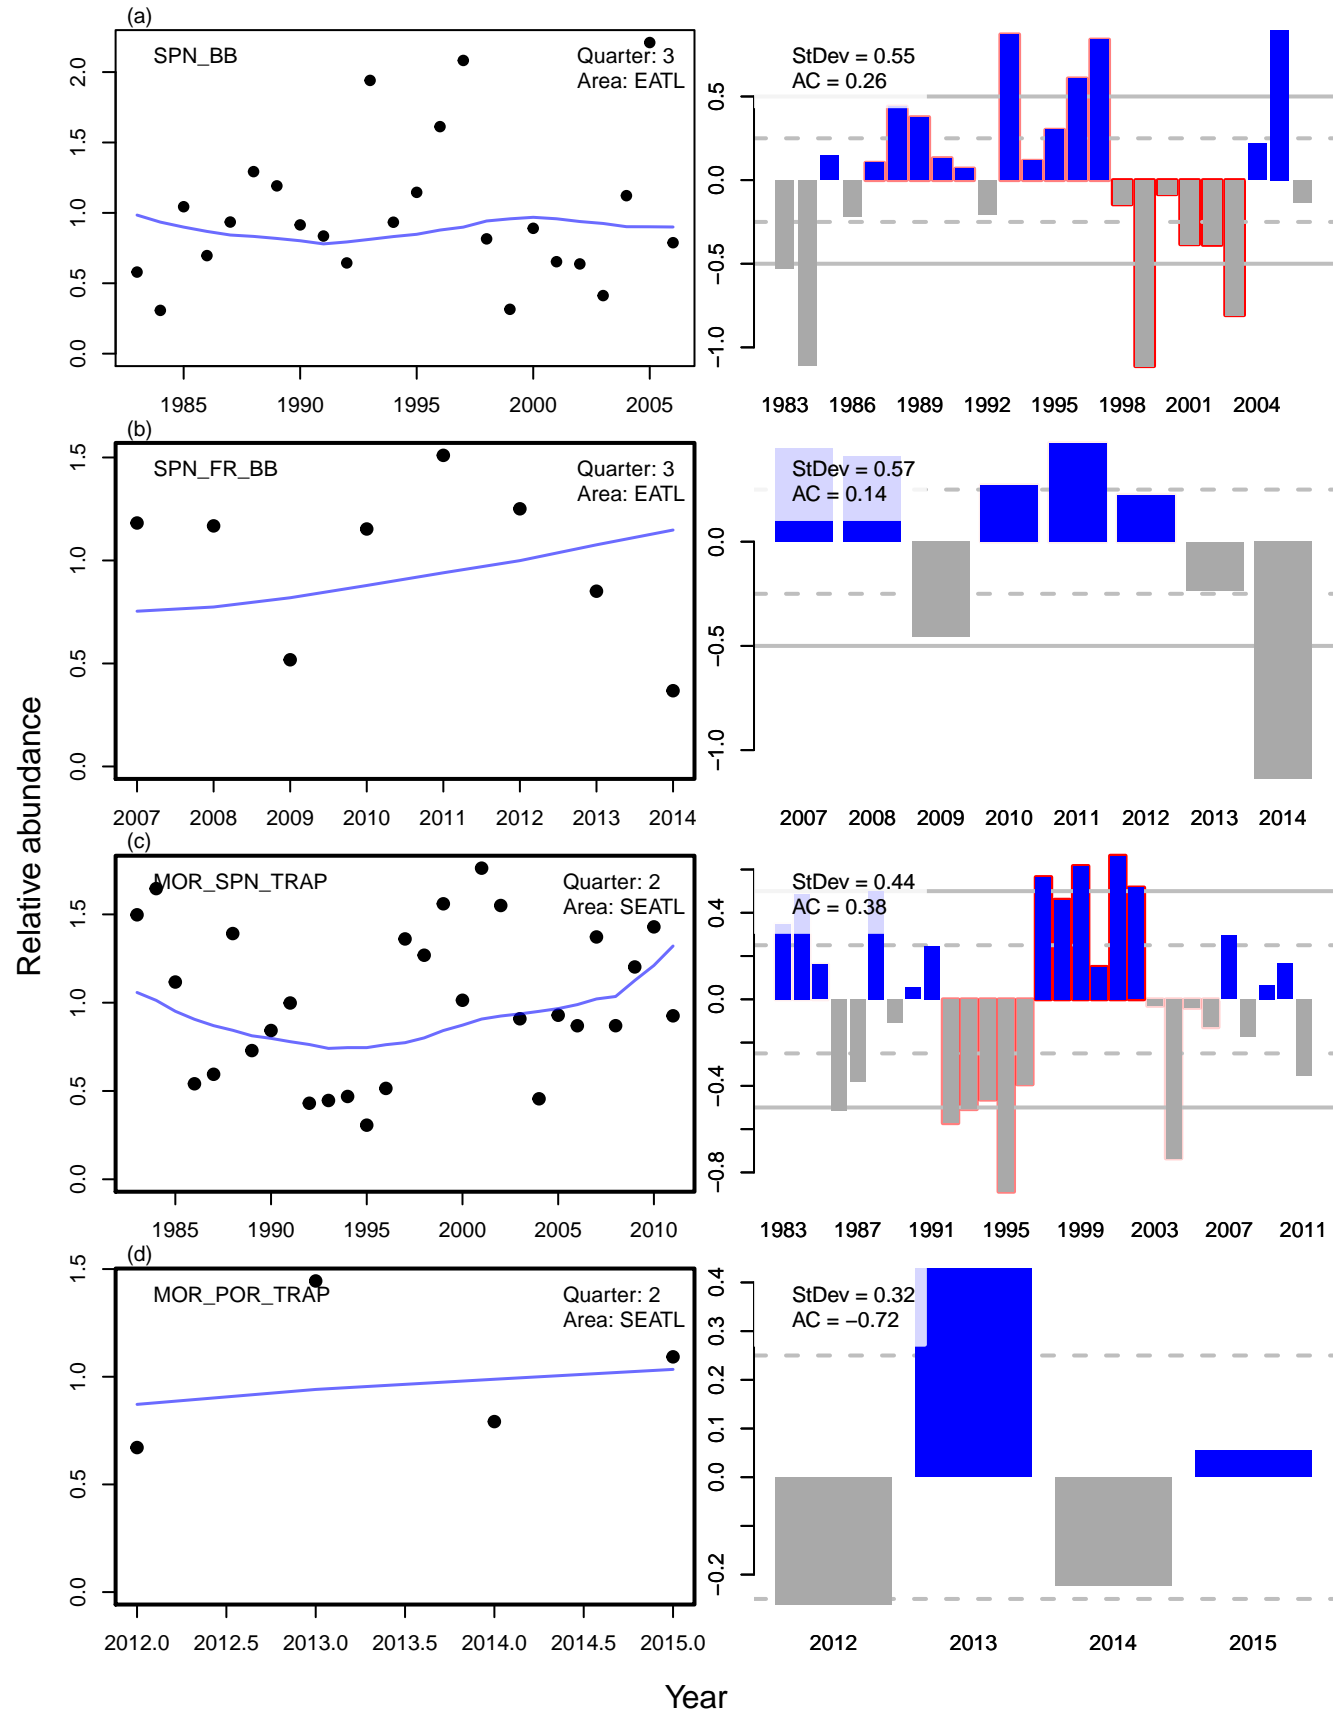 (a)
SPN_BB
Quarter: 3
Area: EATL
0.0 0.5 1.0 1.5 2.0
1985 1990 1995 2000 2005
StDev = 0.55
AC = 0.26
−1.0 −0.5 0.0 0.5
1983 1986 1989 1992 1995 1998 2001 2004
(b)
SPN_FR_BB
Quarter: 3
Area: EATL
0.0 0.5 1.0 1.5
2007 2008 2009 2010 2011 2012 2013 2014
StDev = 0.57
AC = 0.14
−1.0 −0.5 0.0
2007 2008 2009 2010 2011 2012 2013 2014
(c)
MOR_SPN_TRAP
Quarter: 2
Area: SEATL
0.0 0.5 1.0 1.5
1985 1990 1995 2000 2005 2010
StDev = 0.44
AC = 0.38
−0.8 −0.4 0.0 0.4
1983 1987 1991 1995 1999 2003 2007 2011
(d)
MOR_POR_TRAP
Quarter: 2
Area: SEATL
0.0 0.5 1.0 1.5
2012.0 2012.5 2013.0 2013.5 2014.0 2014.5 2015.0
StDev = 0.32
AC = −0.72
−0.2 0.0 0.1 0.2 0.3 0.4
2012 2013 2014 2015
Relative abundance
Year